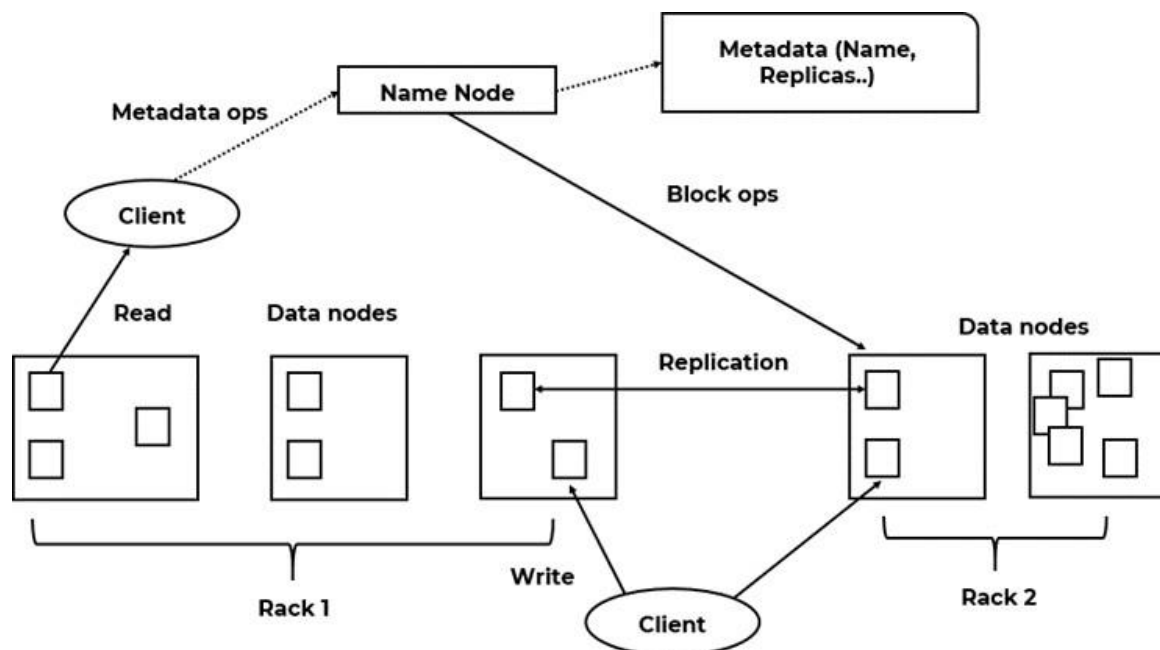 Metadata (Name,
Replicas..)
Name Node
Metadata ops
Block ops
Client
Read
Data nodes
Data nodes
Replication
Write
Rack 1
Rack 2
Client